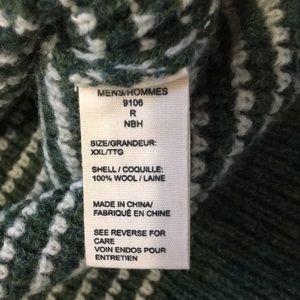 MENS/HOMMES
9106
R
NBH
SIZE/GRANDEUR:
XXL/TTG
SHELL / COQUILLE:
100% WOOL / LAINE
MADE IN CHINA/
FABRIQUÉ EN CHINE
SEE REVERSE FOR
CARE
VOIN ENDOS POUR
ENTRETIEN